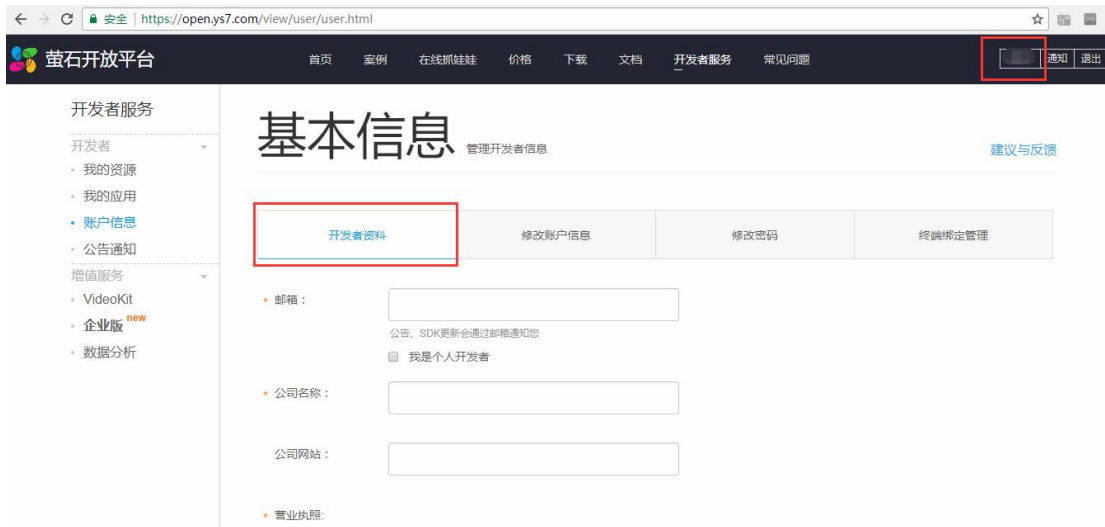 安全 | https://open.ys7.com/view/user/user.html
萤石开放平台 首页 案例 在线抓娃娃 价格 下载 文档 开发者服务 常见问题 通知 退出
开发者服务
开发者
我的资源
我的应用
账户信息
公告通知
增值服务
VideoKit
企业版 new
数据分析
基本信息 管理开发者信息 建议与反馈
开发者资料 修改账户信息 修改密码 终端绑定管理
* 邮箱：
公告、SDK更新会通过邮箱通知您
我是个人开发者
* 公司名称：
公司网站：
* 营业执照: